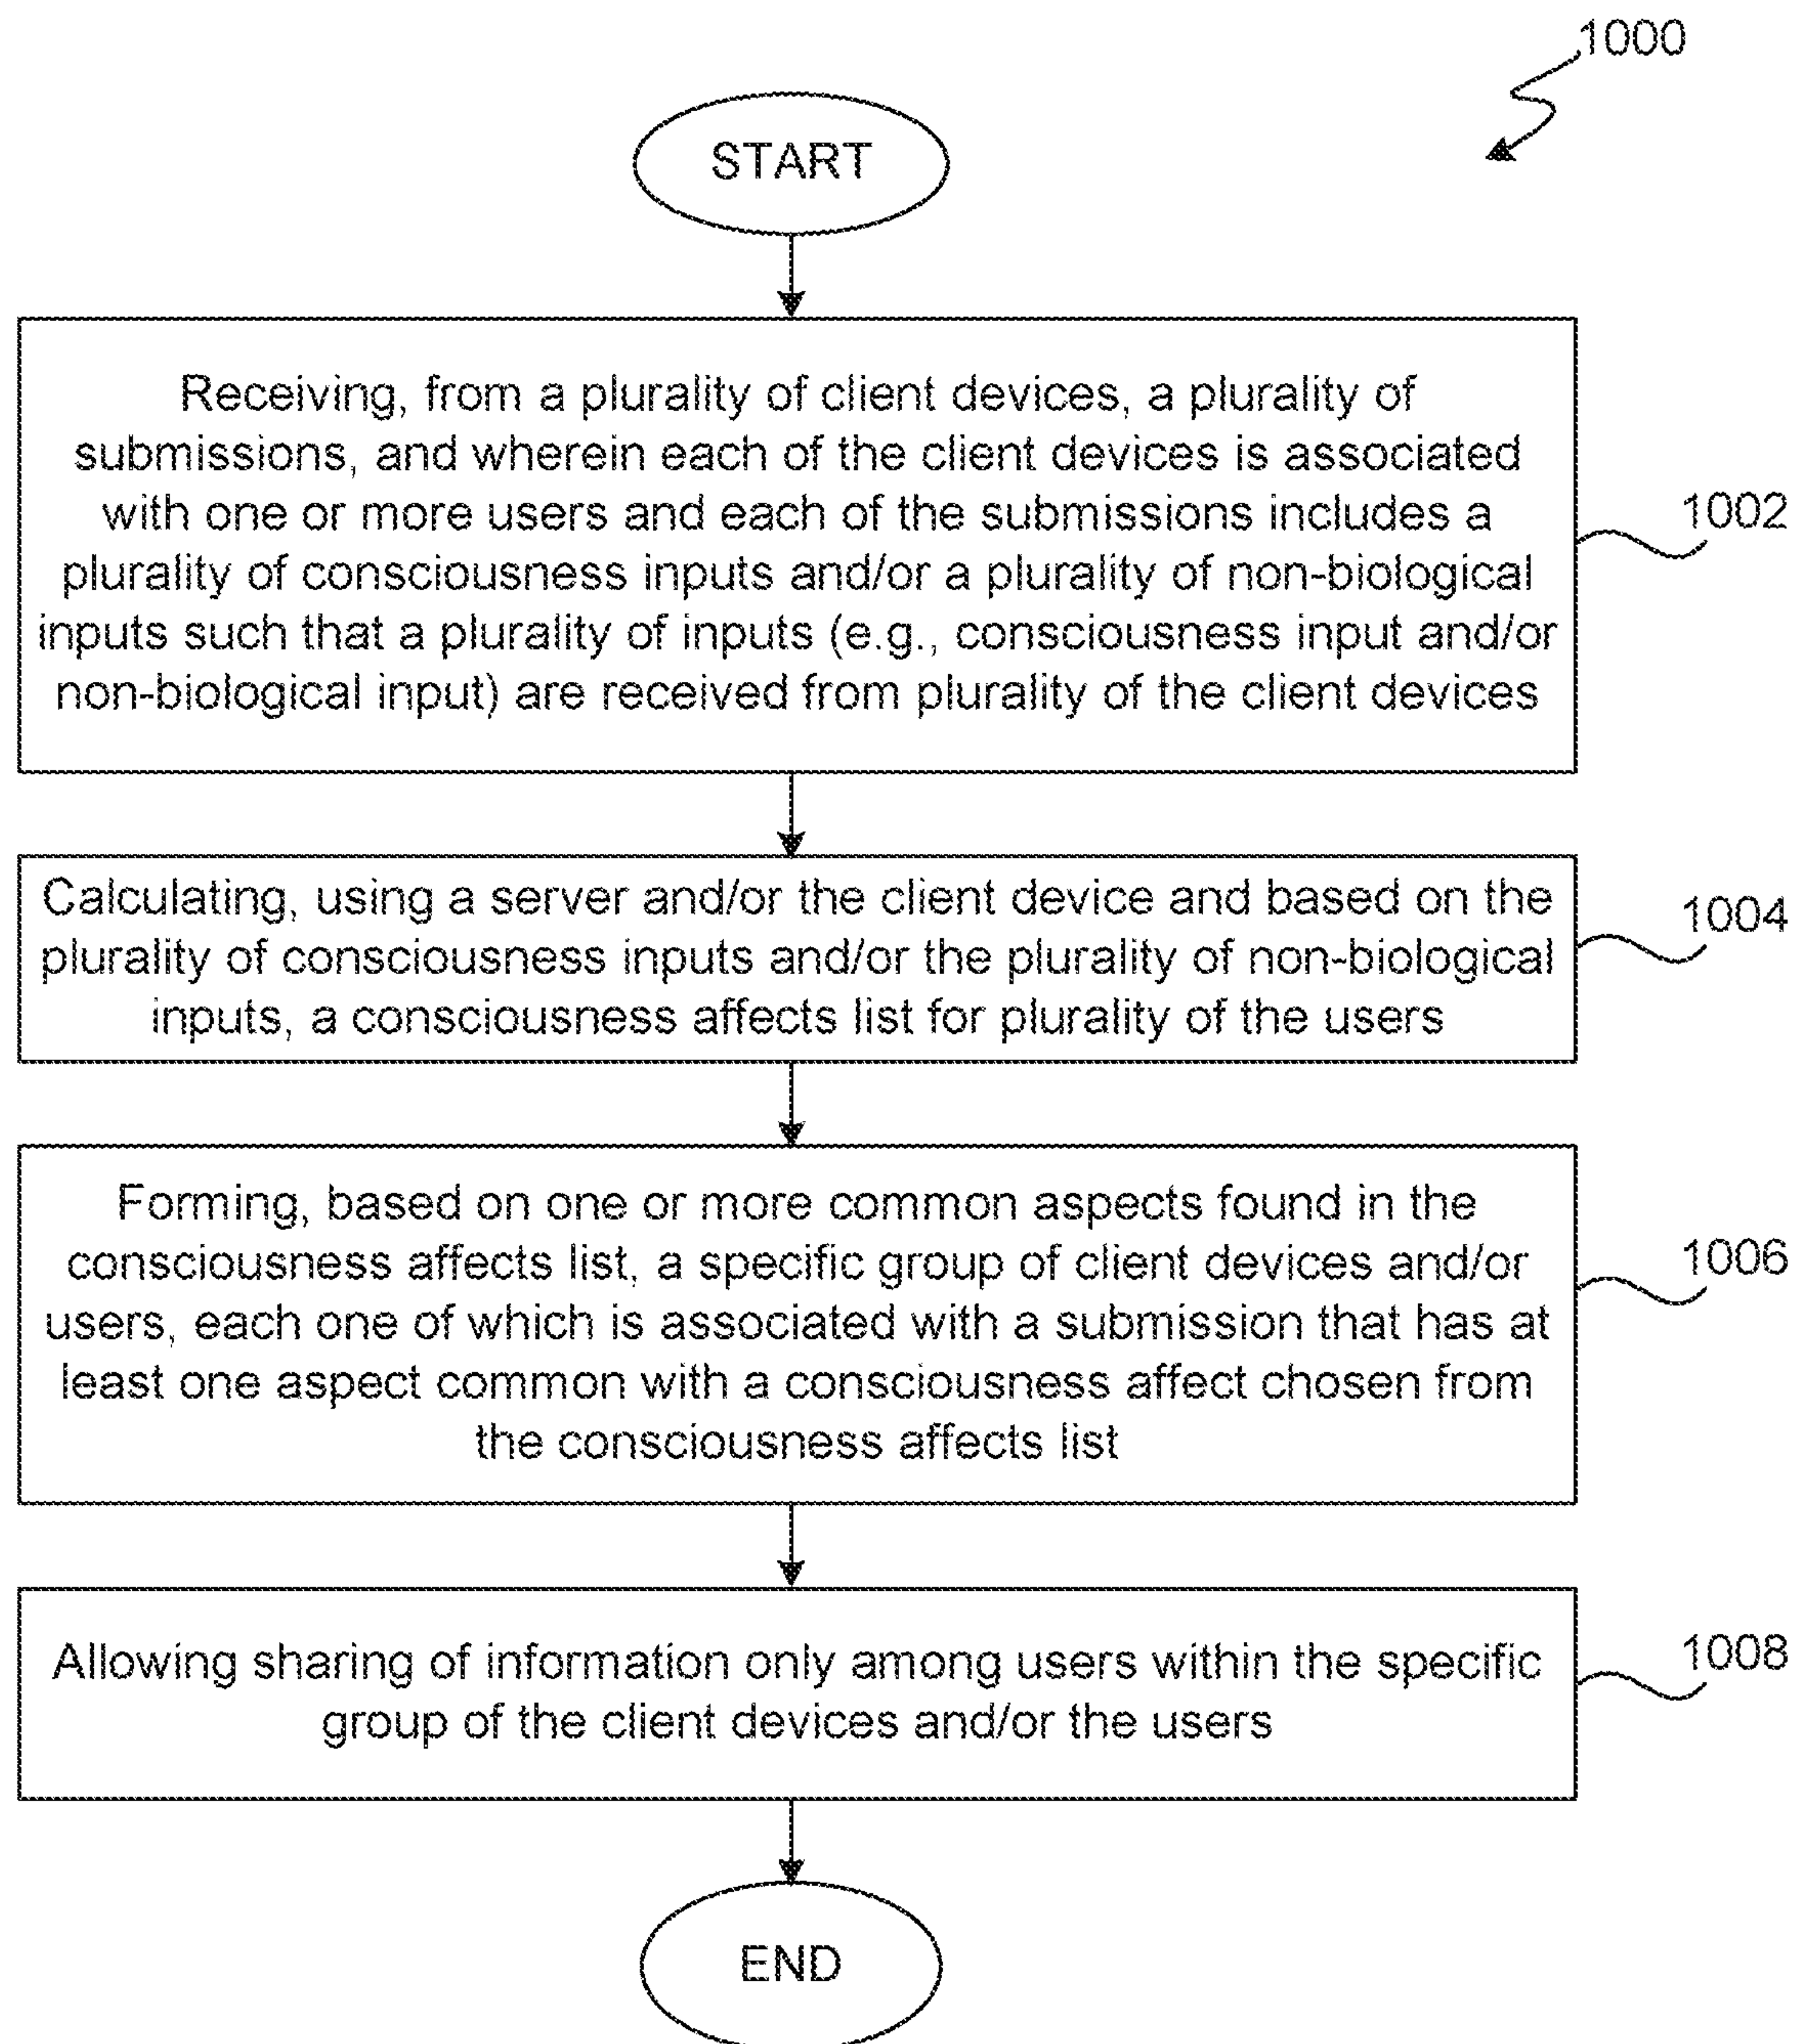 1000
START
Receiving, from a plurality of client devices, a plurality of
submissions, and wherein each of the client devices is associated
with one or more users and each of the submissions includes a
plurality of consciousness inputs and/or a plurality of non-biological
inputs such that a plurality of inputs (e.g., consciousness input and/or
non-biological input) are received from plurality of the client devices
1002
Calculating, using a server and/or the client device and based on the
plurality of consciousness inputs and/or the plurality of non-biological
inputs, a consciousness affects list for plurality of the users
1004
Forming, based on one or more common aspects found in the
consciousness affects list, a specific group of client devices and/or
users, each one of which is associated with a submission that has at
least one aspect common with a consciousness affect chosen from
the consciousness affects list
1006
Allowing sharing of information only among users within the specific
group of the client devices and/or the users
1008
END